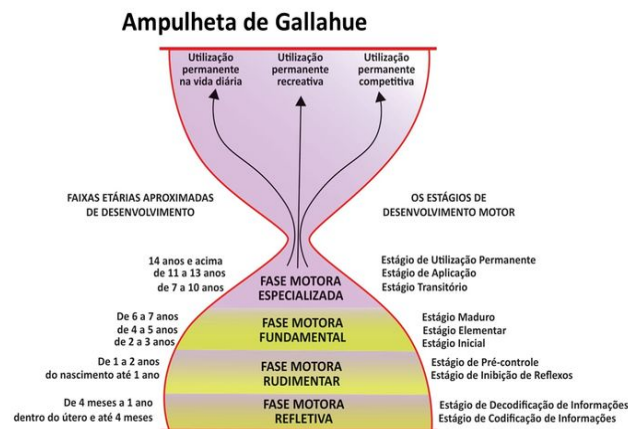 Ampulheta de Gallahue
Utilização
permanente
na vida diária
Utilização
permanente
recreativa
Utilização
permanente
competitiva
FAIXAS ETÁRIAS APROXIMADAS
DE DESENVOLVIMENTO
OS ESTÁGIOS DE
DESENVOLVIMENTO MOTOR
14 anos e acima
de 11 a 13 anos
de 7 a 10 anos
FASE MOTORA
ESPECIALIZADA
Estágio de Utilização Permanente
Estágio de Aplicação
Estágio Transitório
De 6 a 7 anos
de 4 a 5 anos
de 2 a 3 anos
FASE MOTORA
FUNDAMENTAL
Estágio Maduro
Estágio Elementar
Estágio Inicial
De 1 a 2 anos
do nascimento até 1 ano
FASE MOTORA
RUDIMENTAR
Estágio de Pré-controle
Estágio de Inibição de Reflexos
De 4 meses a 1 ano
dentro do útero e até 4 meses
FASE MOTORA
REFLETIVA
Estágio de Decodificação de Informações
Estágio de Codificação de Informações